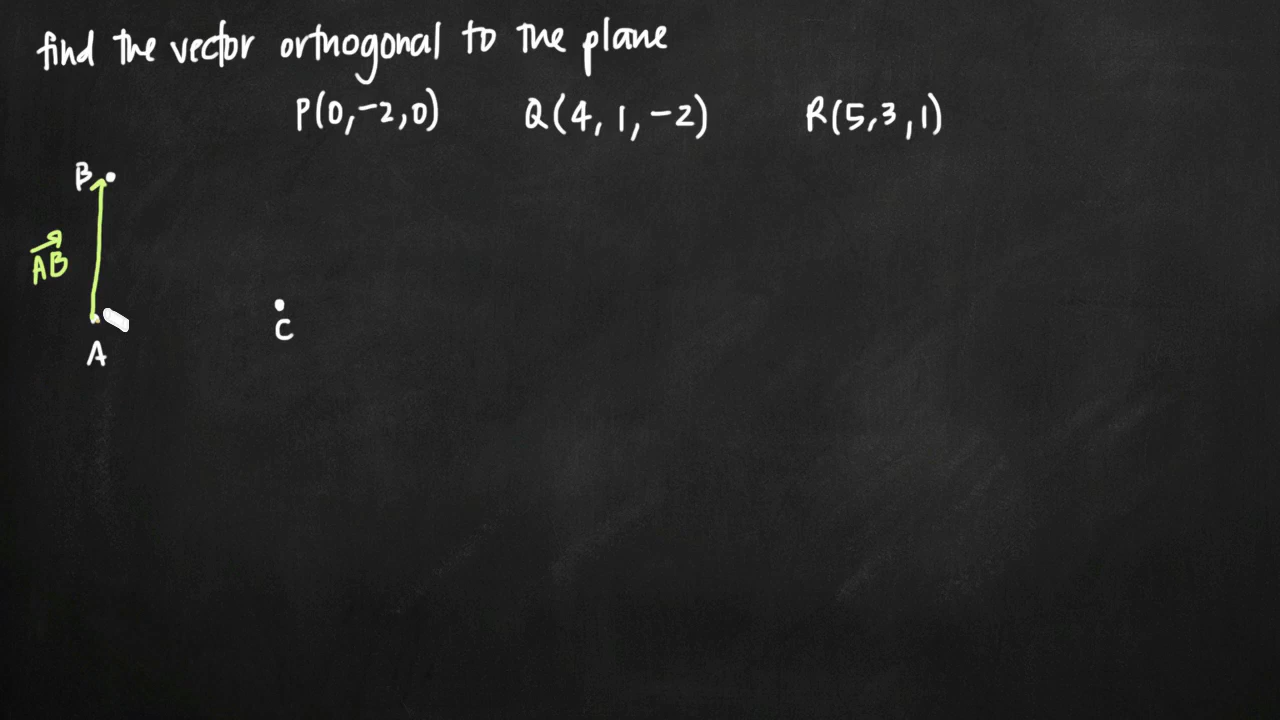 find the vector orthogonal to the plane
P(0,-2,0) Q(4,1,-2) R(5,3,1)
B
AB
C
A